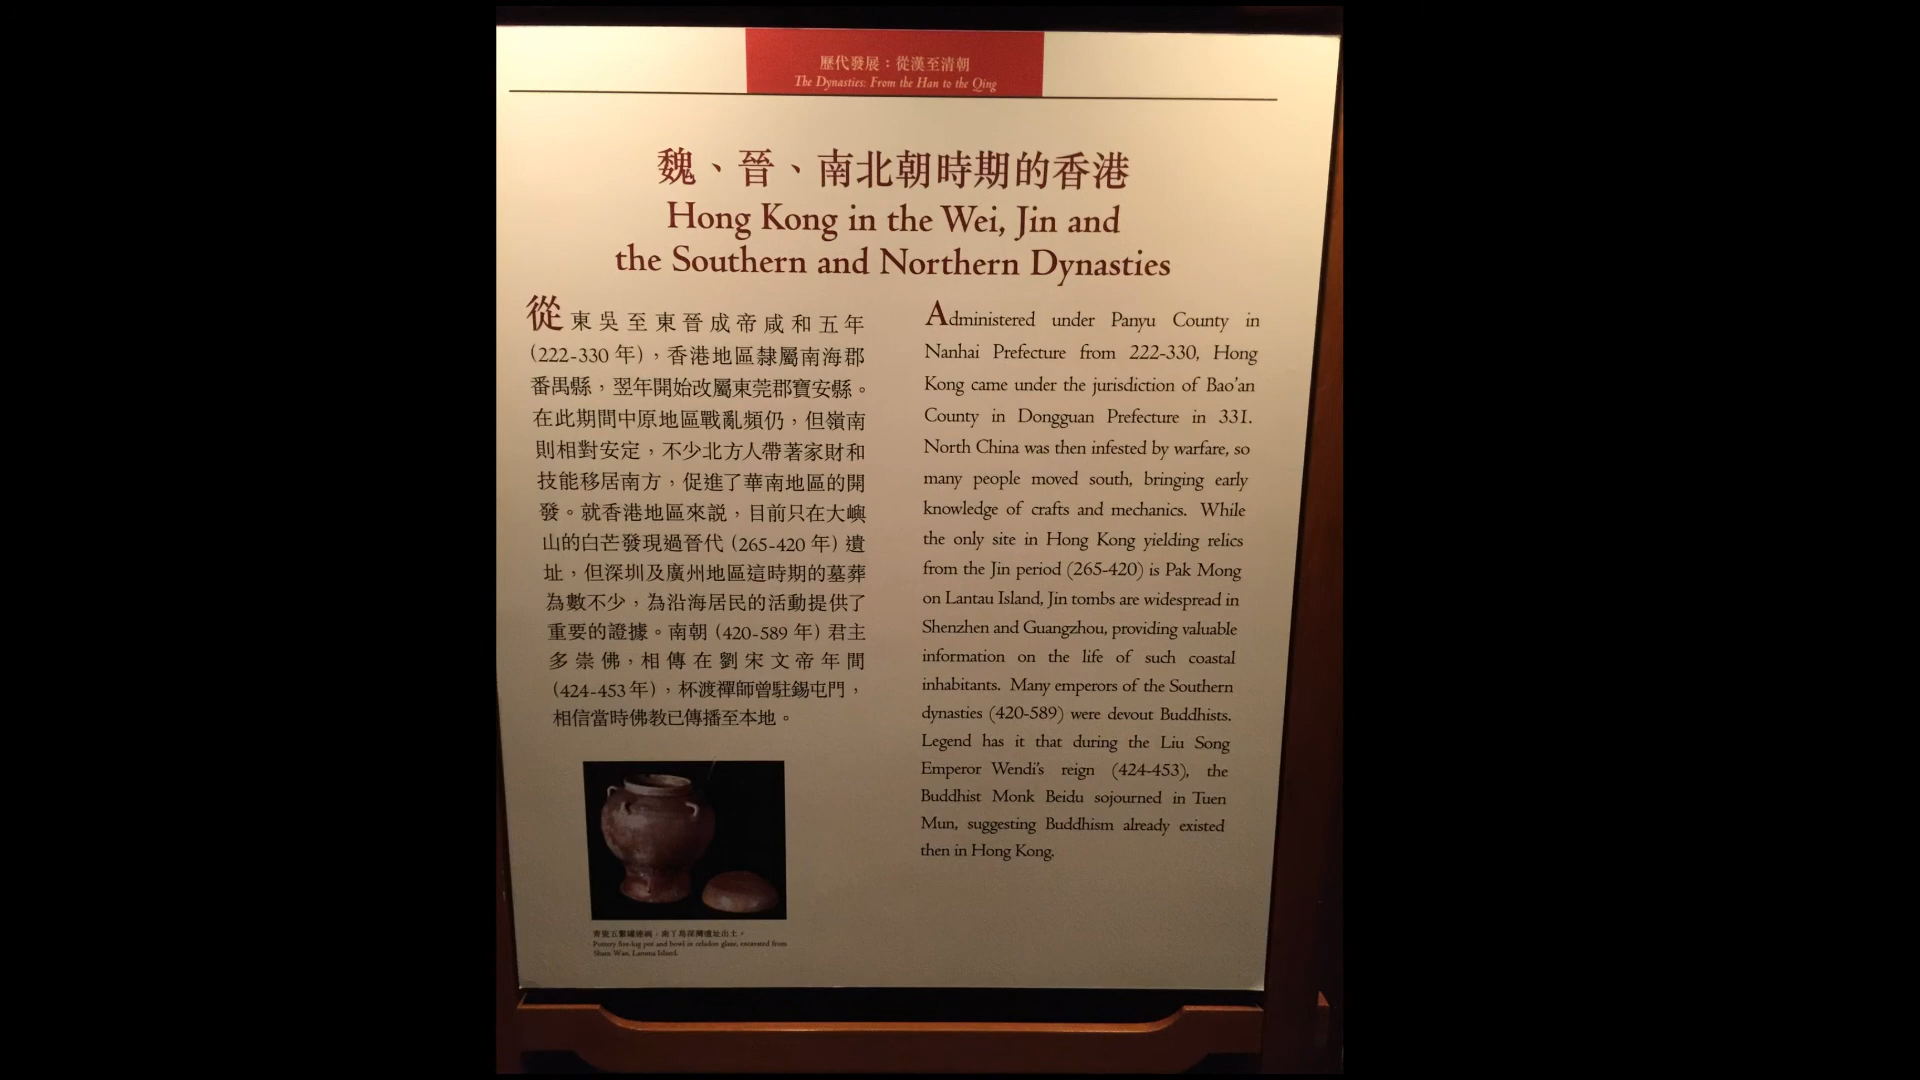 歷代發展：從漢至清朝
The Dynasties: From the Han to the Qing
魏、晉、南北朝時期的香港
Hong Kong in the Wei, Jin and
the Southern and Northern Dynasties
從東吳至東晉成帝咸和五年
（222-330 年），香港地區隸屬南海郡
番禺縣，翌年開始改屬東莞郡寶安縣。
在此期間中原地區戰亂頻仍，但嶺南
則相對安定，不少北方人帶著家財和
技能移居南方，促進了華南地區的開
發。就香港地區來説，目前只在大嶼
山的白芒發現過晉代（265-420 年）遺
址，但深圳及廣州地區這時期的墓葬
為數不少，為沿海居民的活動提供了
重要的證據。南朝（420-589 年）君主
多崇佛，相傳在劉宋文帝年間
（424-453 年），杯渡禪師曾駐錫屯門，
相信當時佛教已傳播至本地。
Administered under Panyu County in
Nanhai Prefecture from 222-330, Hong
Kong came under the jurisdiction of Bao'an
County in Dongguan Prefecture in 331.
North China was then infested by warfare, so
many people moved south, bringing early
knowledge of crafts and mechanics. While
the only site in Hong Kong yielding relics
from the Jin period (265-420) is Pak Mong
on Lantau Island, Jin tombs are widespread in
Shenzhen and Guangzhou, providing valuable
information on the life of such coastal
inhabitants. Many emperors of the Southern
dynasties (420-589) were devout Buddhists.
Legend has it that during the Liu Song
Emperor Wendi's reign (424-453), the
Buddhist Monk Beidu sojourned in Tuen
Mun, suggesting Buddhism already existed
then in Hong Kong.
青瓷五繫罐連碗，南丫島深灣遺址出土。
Pottery five-lug pot and bowl in celadon glaze, excavated from
Sham Wan, Lamma Island.